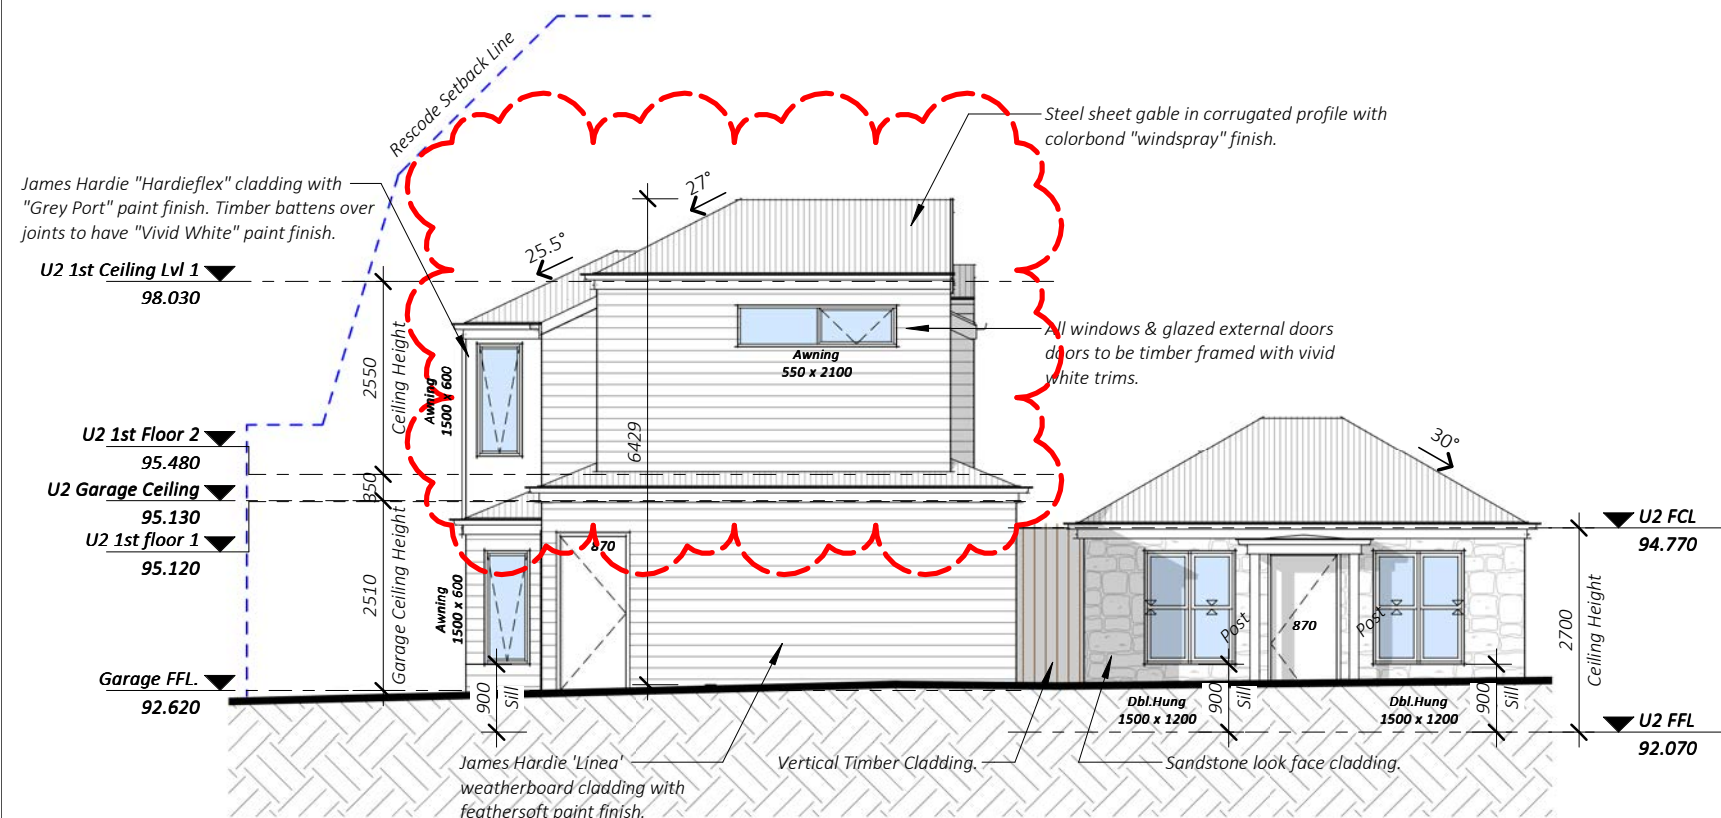 Rescode Setback Line
Steel sheet gable in corrugated profile with
colorbond "windspray" finish.
James Hardie "Hardieflex" cladding with
"Grey Port" paint finish. Timber battens over
joints to have "Vivid White" paint finish.
27°
25.5°
U2 1st Ceiling Lvl 1
98.030
All windows & glazed external doors
doors to be timber framed with vivid
white trims.
Awning
550 x 2100
2550
Ceiling Height
Awning
1500 x 600
6429
30°
U2 1st Floor 2
95.480
350
U2 Garage Ceiling
95.130
U2 1st floor 1
95.120
U2 FCL
94.770
870
2510
Garage Ceiling Height
Awning
1500 x 600
Post
870
Post
2700
Ceiling Height
Garage FFL.
92.620
900
Sill
Dbl.Hung
1500 x 1200
900
Sill
Dbl.Hung
1500 x 1200
900
Sill
U2 FFL
92.070
James Hardie 'Linea'
weatherboard cladding with
feathersoft paint finish.
Vertical Timber Cladding.
Sandstone look face cladding.